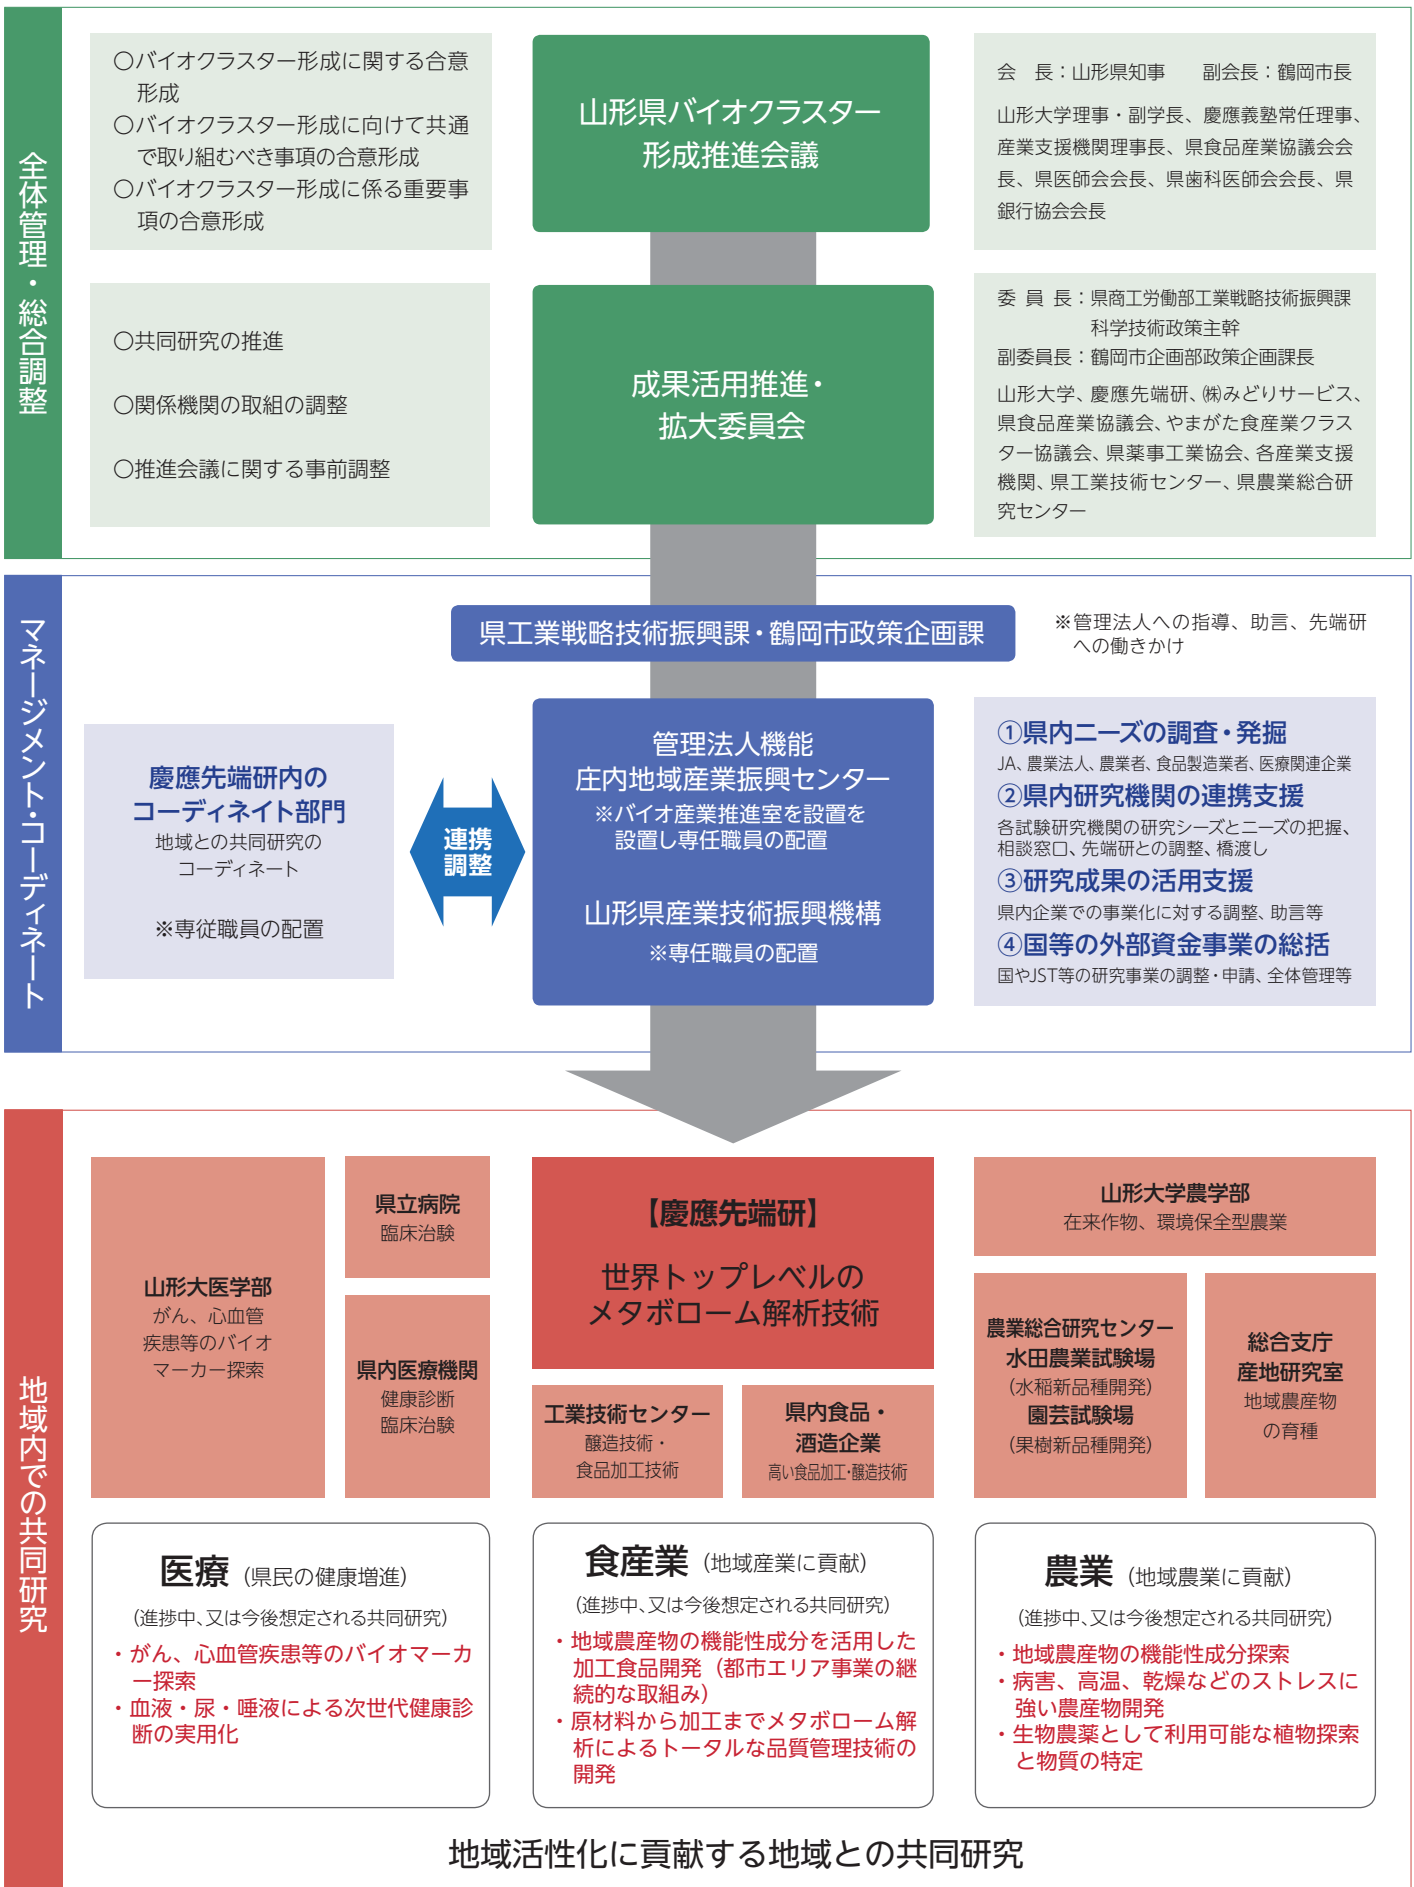 全体管理・総合調整
○バイオクラスター形成に関する合意
形成
○バイオクラスター形成に向けて共通
で取り組むべき事項の合意形成
○バイオクラスター形成に係る重要事
項の合意形成
山形県バイオクラスター
形成推進会議
会　長：山形県知事　　副会長：鶴岡市長
山形大学理事・副学長、慶應義塾常任理事、
産業支援機関理事長、県食品産業協議会会
長、県医師会会長、県歯科医師会会長、県
銀行協会会長
○共同研究の推進
○関係機関の取組の調整
○推進会議に関する事前調整
成果活用推進・
拡大委員会
委 員 長：県商工労働部工業戦略技術振興課
科学技術政策主幹
副委員長：鶴岡市企画部政策企画課長
山形大学、慶應先端研、㈱みどりサービス、
県食品産業協議会、やまがた食産業クラス
ター協議会、県薬事工業協会、各産業支援
機関、県工業技術センター、県農業総合研
究センター
マネージメント・コーディネート
県工業戦略技術振興課・鶴岡市政策企画課
※管理法人への指導、助言、先端研
への働きかけ
慶應先端研内の
コーディネイト部門
地域との共同研究の
コーディネート
※専従職員の配置
連携
調整
管理法人機能
庄内地域産業振興センター
※バイオ産業推進室を設置を
設置し専任職員の配置
山形県産業技術振興機構
※専任職員の配置
①県内ニーズの調査・発掘
JA、農業法人、農業者、食品製造業者、医療関連企業
②県内研究機関の連携支援
各試験研究機関の研究シーズとニーズの把握、
相談窓口、先端研との調整、橋渡し
③研究成果の活用支援
県内企業での事業化に対する調整、助言等
④国等の外部資金事業の総括
国やJST等の研究事業の調整・申請、全体管理等
地域内での共同研究
山形大医学部
がん、心血管
疾患等のバイオ
マーカー探索
県立病院
臨床治験
県内医療機関
健康診断
臨床治験
【慶應先端研】
世界トップレベルの
メタボローム解析技術
工業技術センター
醸造技術・
食品加工技術
県内食品・
酒造企業
高い食品加工・醸造技術
山形大学農学部
在来作物、環境保全型農業
農業総合研究センター
水田農業試験場
（水稲新品種開発）
園芸試験場
（果樹新品種開発）
総合支庁
産地研究室
地域農産物
の育種
医療（県民の健康増進）
（進捗中、又は今後想定される共同研究）
・がん、心血管疾患等のバイオマーカ
ー探索
・血液・尿・唾液による次世代健康診
断の実用化
食産業（地域産業に貢献）
（進捗中、又は今後想定される共同研究）
・地域農産物の機能性成分を活用した
加工食品開発（都市エリア事業の継
続的な取組み）
・原材料から加工までメタボローム解
析によるトータルな品質管理技術の
開発
農業（地域農業に貢献）
（進捗中、又は今後想定される共同研究）
・地域農産物の機能性成分探索
・病害、高温、乾燥などのストレスに
強い農産物開発
・生物農薬として利用可能な植物探索
と物質の特定
地域活性化に貢献する地域との共同研究